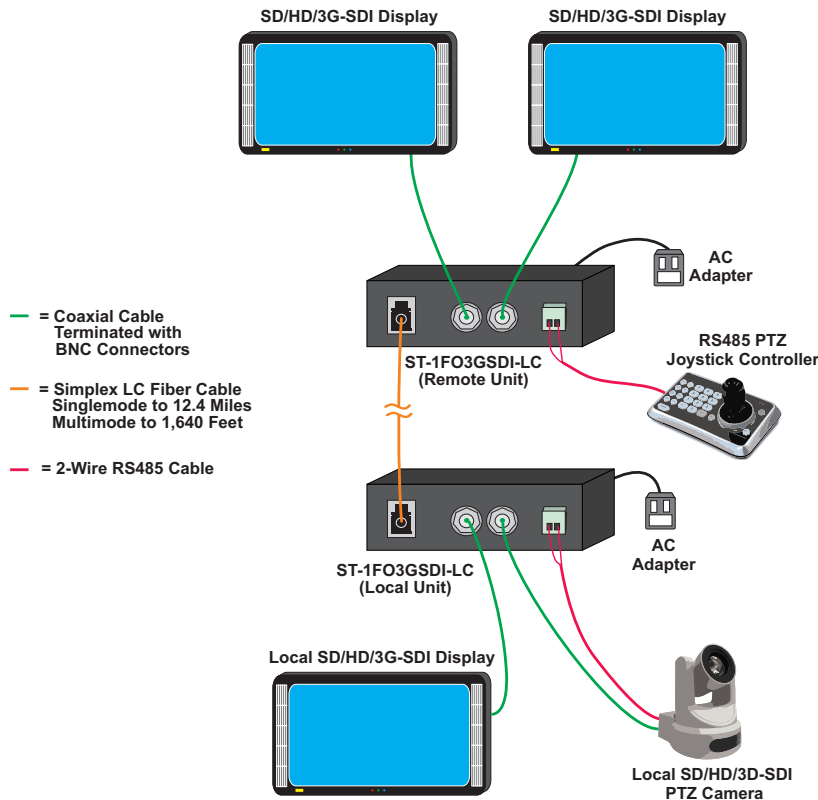 SD/HD/3G-SDI Display
SD/HD/3G-SDI Display
AC
Adapter
= Coaxial Cable
Terminated with
BNC Connectors
ST-1FO3GSDI-LC
(Remote Unit)
RS485 PTZ
Joystick Controller
= Simplex LC Fiber Cable
Singlemode to 12.4 Miles
Multimode to 1,640 Feet
= 2-Wire RS485 Cable
AC
Adapter
ST-1FO3GSDI-LC
(Local Unit)
Local SD/HD/3G-SDI Display
Local SD/HD/3D-SDI
PTZ Camera